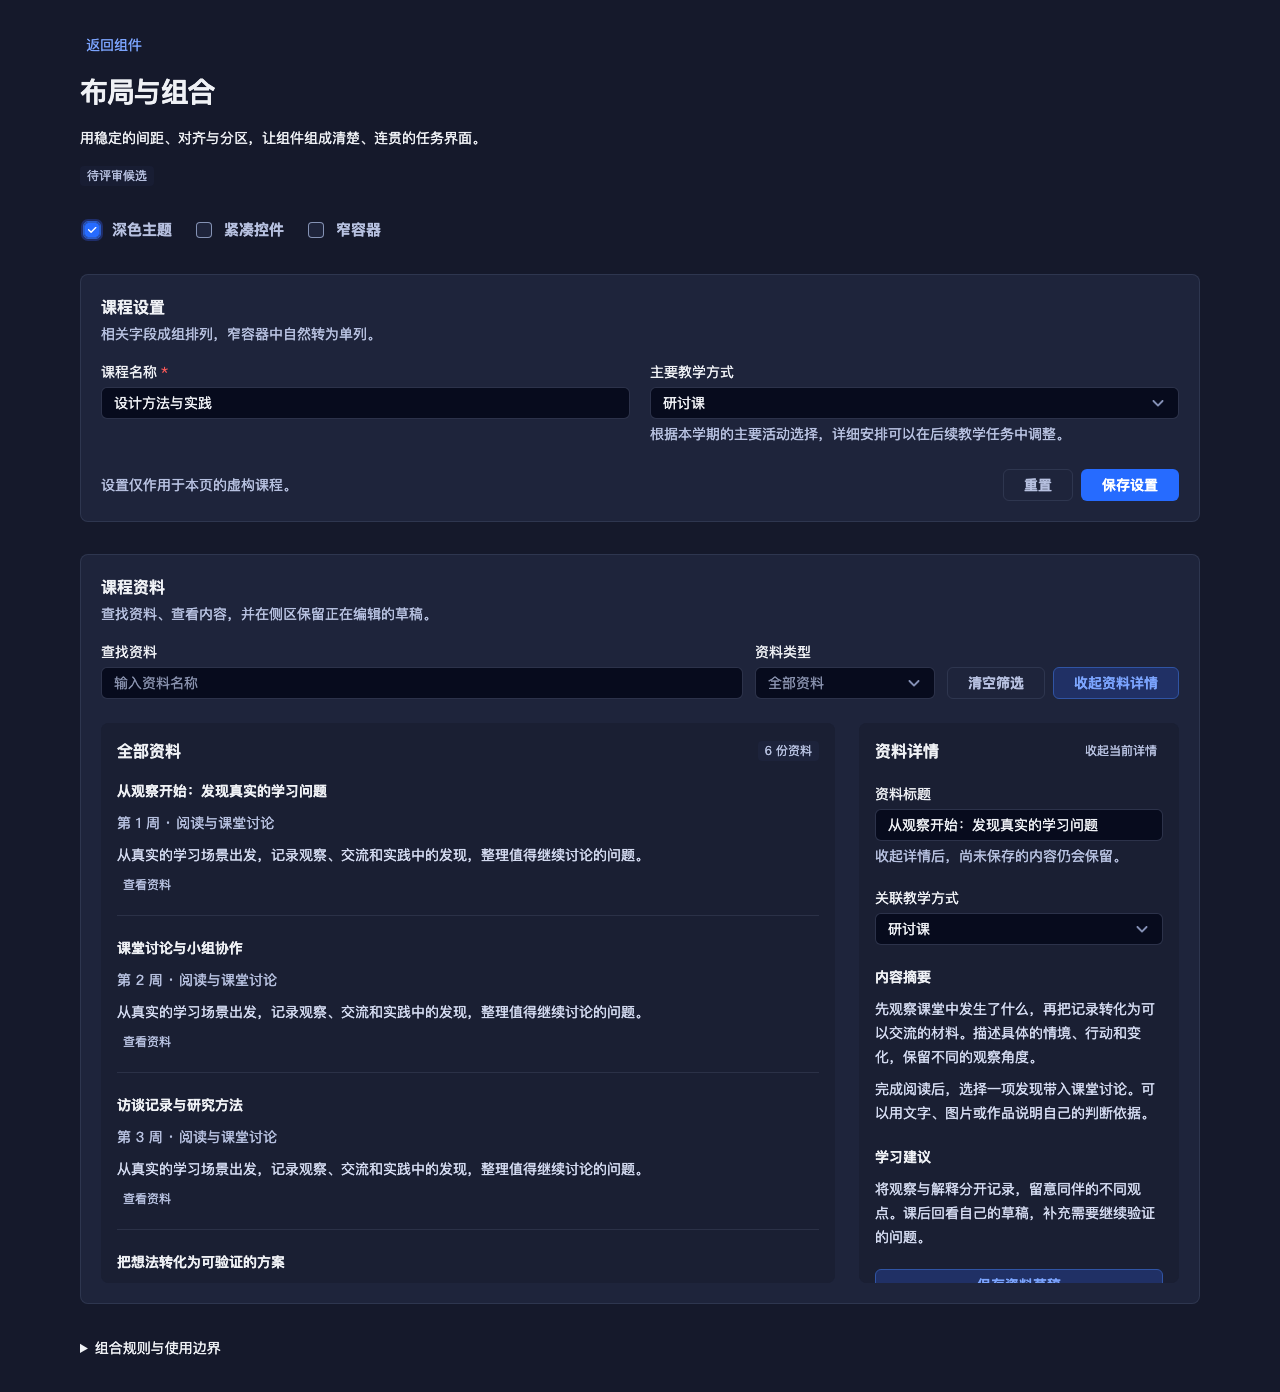 返回组件
布局与组合
用稳定的间距、对齐与分区，让组件组成清楚、连贯的任务界面。
待评审候选
深色主题 紧凑控件 窄容器
课程设置
相关字段成组排列，窄容器中自然转为单列。
课程名称 *
设计方法与实践
主要教学方式
研讨课
根据本学期的主要活动选择，详细安排可以在后续教学任务中调整。
设置仅作用于本页的虚构课程。
重置 保存设置
课程资料
查找资料、查看内容，并在侧区保留正在编辑的草稿。
查找资料
输入资料名称
资料类型
全部资料
清空筛选 收起资料详情
全部资料 6 份资料
从观察开始：发现真实的学习问题
第 1 周 · 阅读与课堂讨论
从真实的学习场景出发，记录观察、交流和实践中的发现，整理值得继续讨论的问题。
查看资料
课堂讨论与小组协作
第 2 周 · 阅读与课堂讨论
从真实的学习场景出发，记录观察、交流和实践中的发现，整理值得继续讨论的问题。
查看资料
访谈记录与研究方法
第 3 周 · 阅读与课堂讨论
从真实的学习场景出发，记录观察、交流和实践中的发现，整理值得继续讨论的问题。
查看资料
把想法转化为可验证的方案
资料详情 收起当前详情
资料标题
从观察开始：发现真实的学习问题
收起详情后，尚未保存的内容仍会保留。
关联教学方式
研讨课
内容摘要
先观察课堂中发生了什么，再把记录转化为可
以交流的材料。描述具体的情境、行动和变
化，保留不同的观察角度。
完成阅读后，选择一项发现带入课堂讨论。可
以用文字、图片或作品说明自己的判断依据。
学习建议
将观察与解释分开记录，留意同伴的不同观
点。课后回看自己的草稿，补充需要继续验证
的问题。
组合规则与使用边界